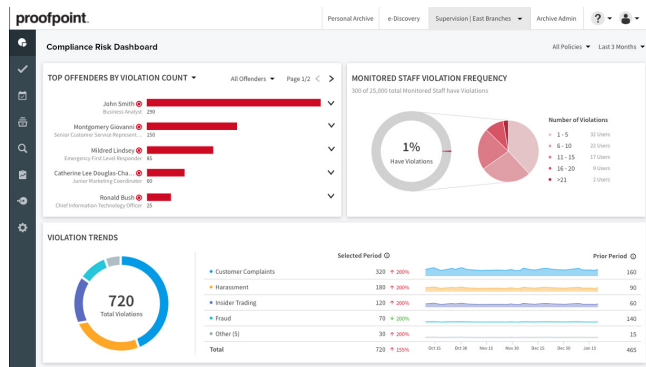 proofpoint.
Personal Archive e-Discovery Supervision | East Branches Archive Admin ?
Compliance Risk Dashboard
All Policies Last 3 Months
TOP OFFENDERS BY VIOLATION COUNT All Offenders Page 1/2
John Smith
Business Analyst 290
Montgomery Giovanni
Senior Customer Service Represent... 150
Mildred Lindsey
Emergency First Level Responder 85
Catherine Lee Douglas-Cha...
Junior Marketing Coordinator 60
Ronald Bush
Chief Information Technology Officer 25
MONITORED STAFF VIOLATION FREQUENCY
300 of 25,000 total Monitored Staff have Violations
1%
Have Violations
Number of Violations
1 - 5 32 Users
6 - 10 23 Users
11 - 15 17 Users
16 - 20 9 Users
>21 2 Users
VIOLATION TRENDS
720
Total Violations
Selected Period Prior Period
Customer Complaints 320 ↑ 200% 160
Harassment 180 ↑ 200% 90
Insider Trading 120 ↑ 200% 60
Fraud 70 ↓ 200% 140
Other (5) 30 ↑ 200% 15
Total 720 ↑ 155% Oct 15 Oct 30 Nov 15 Nov 30 Dec 15 Dec 30 Jan 15 465